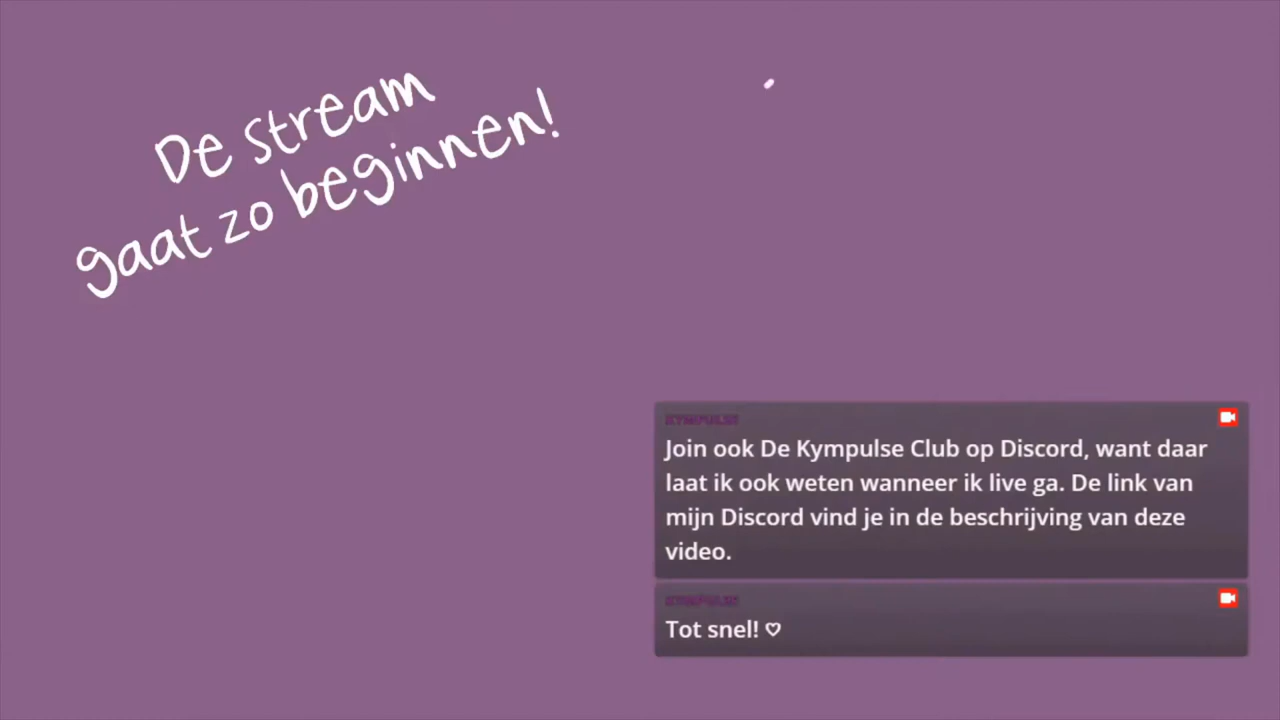 De stream
gaat zo beginnen!
Join ook De Kympulse Club op Discord, want daar
laat ik ook weten wanneer ik live ga. De link van
mijn Discord vind je in de beschrijving van deze
video.
Tot snel! ♡